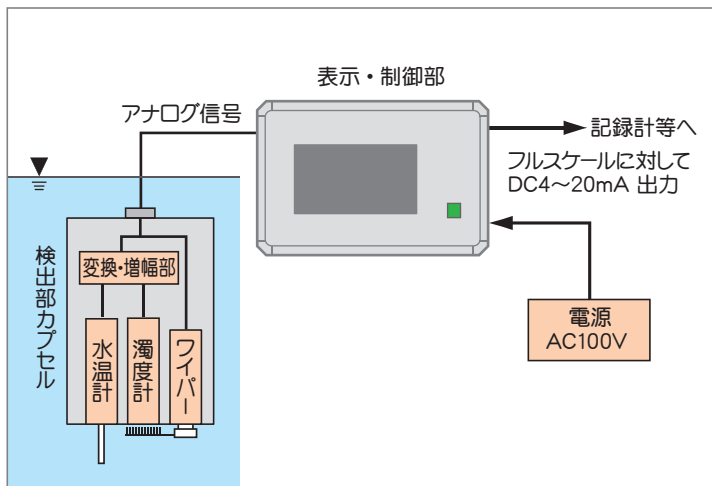 表示・制御部
アナログ信号
記録計等へ
フルスケールに対して
DC4～20mA 出力
検出部カプセル
変換・増幅部
水温計
濁度計
ワイパー
電源
AC100V